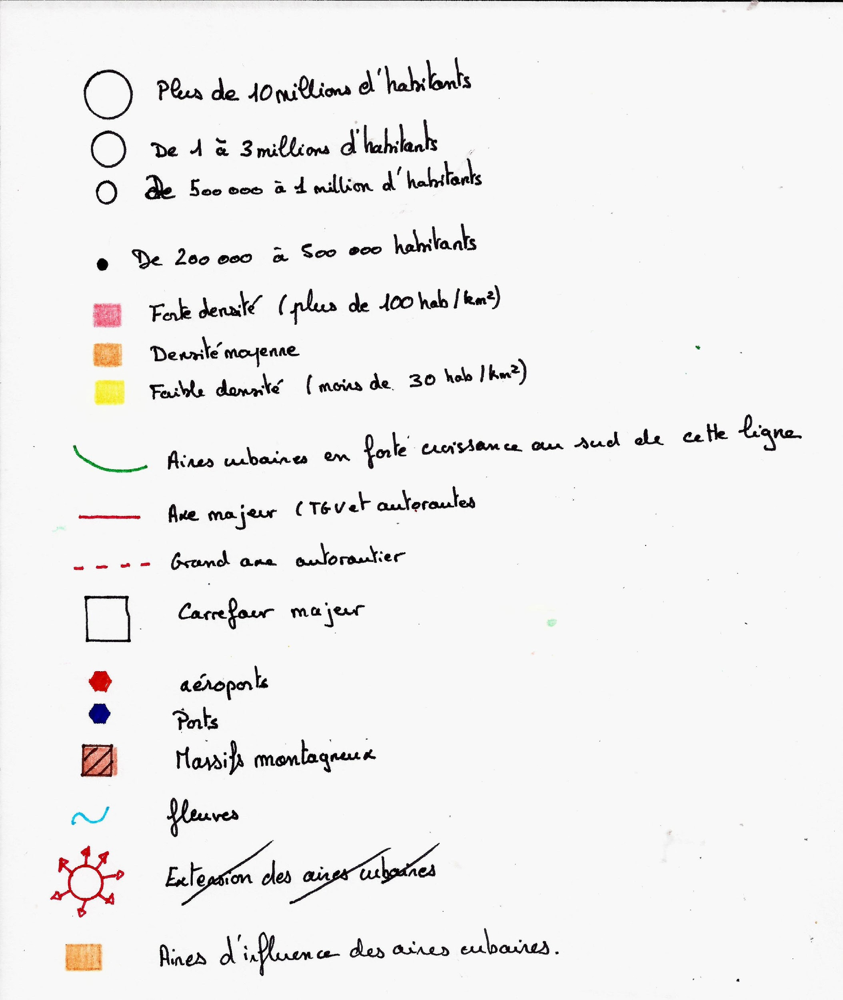 Plus de 10 millions d'habitants
De 1 à 3 millions d'habitants
De 500 000 à 1 million d'habitants
De 200 000 à 500 000 habitants
Forte densité (plus de 100 hab/km²)
Densité moyenne
Faible densité (moins de 30 hab/km²)
Aires urbaines en forte croissance au sud de cette ligne
Axe majeur (TGV et autoroutes
Grand axe autoroutier
Carrefour majeur
aéroports
Ports
Massifs montagneux
fleuves
Extension des aires urbaines
Aires d'influence des aires urbaines.